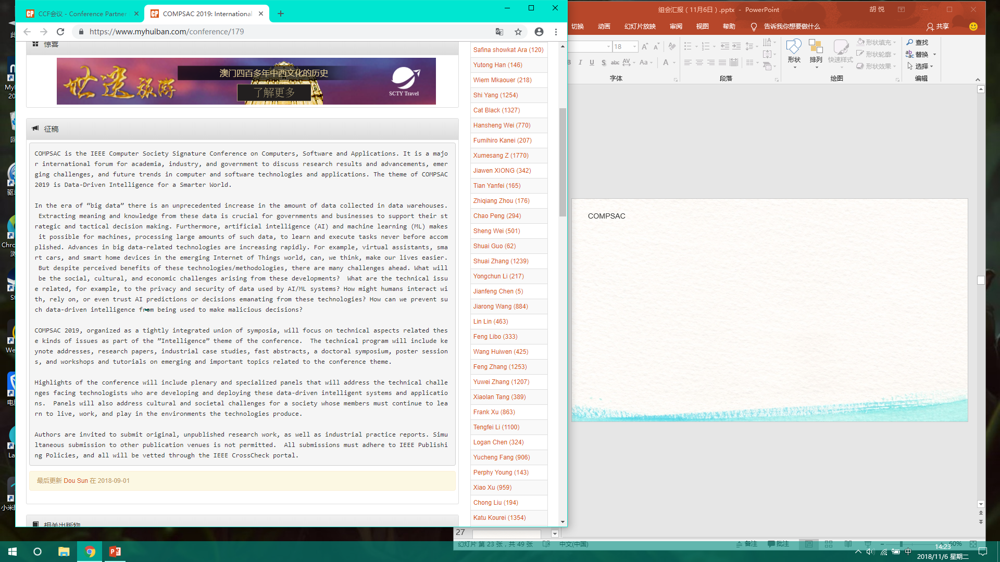 CCF会议 - Conference Partner
COMPSAC 2019: International
https://www.myhuiban.com/conference/179
惊喜
世遗旅游
澳门四百多年中西文化的历史
了解更多
SCTY Travel
征稿
COMPSAC is the IEEE Computer Society Signature Conference on Computers, Software and Applications. It is a majo
r international forum for academia, industry, and government to discuss research results and advancements, emer
ging challenges, and future trends in computer and software technologies and applications. The theme of COMPSAC
2019 is Data-Driven Intelligence for a Smarter World.
In the era of “big data” there is an unprecedented increase in the amount of data collected in data warehouses.
Extracting meaning and knowledge from these data is crucial for governments and businesses to support their st
rategic and tactical decision making. Furthermore, artificial intelligence (AI) and machine learning (ML) makes
it possible for machines, processing large amounts of such data, to learn and execute tasks never before accom
plished. Advances in big data-related technologies are increasing rapidly. For example, virtual assistants, sma
rt cars, and smart home devices in the emerging Internet of Things world, can, we think, make our lives easier.
But despite perceived benefits of these technologies/methodologies, there are many challenges ahead. What will
be the social, cultural, and economic challenges arising from these developments?  What are the technical issu
e related, for example, to the privacy and security of data used by AI/ML systems? How might humans interact wi
th, rely on, or even trust AI predictions or decisions emanating from these technologies? How can we prevent su
ch data-driven intelligence from being used to make malicious decisions?
COMPSAC 2019, organized as a tightly integrated union of symposia, will focus on technical aspects related thes
e kinds of issues as part of the ”Intelligence” theme of the conference.  The technical program will include ke
ynote addresses, research papers, industrial case studies, fast abstracts, a doctoral symposium, poster session
s, and workshops and tutorials on emerging and important topics related to the conference theme.
Highlights of the conference will include plenary and specialized panels that will address the technical challe
nges facing technologists who are developing and deploying these data-driven intelligent systems and applicatio
ns.  Panels will also address cultural and societal challenges for a society whose members must continue to lea
rn to live, work, and play in the environments the technologies produce.
Authors are invited to submit original, unpublished research work, as well as industrial practice reports. Simu
ltaneous submission to other publication venues is not permitted.  All submissions must adhere to IEEE Publishi
ng Policies, and all will be vetted through the IEEE CrossCheck portal.
最后更新 Dou Sun 在 2018-09-01
相关出版物
Safina showkat Ara (120)
Yutong Han (146)
Wiem Mkaouer (218)
Shi Yang (1254)
Cat Black (1327)
Hansheng Wei (770)
Fumihiro Kanei (207)
Xumesang Z (1770)
Jiawen XIONG (342)
Tian Yanfei (165)
Zhiqiang Zhou (176)
Chao Peng (294)
Sheng Wei (501)
Shuai Guo (62)
Shuai Zhang (1239)
Yongchun Li (217)
Jianfeng Chen (5)
Jiarong Wang (884)
Lin Lin (463)
Feng Libo (333)
Wang Huiwen (425)
Feng Zhang (1253)
Yuwei Zhang (1207)
Xiaolan Tang (389)
Frank Xu (863)
Tengfei Li (1100)
Logan Chen (324)
Yucheng Fang (906)
Perphy Young (143)
Xiao Xu (959)
Chong Liu (194)
Katu Kourei (1354)
组会汇报（11月6日）.pptx - PowerPoint
胡 悦
切换 动画 幻灯片放映 审阅 视图 帮助 告诉我你想要做什么 共享
18
形状 排列 快速样式
形状填充
形状轮廓
形状效果
查找
替换
选择
字体 段落 绘图 编辑
COMPSAC
27
幻灯片 第 23 张，共 49 张 中文(中国) 备注 批注 60%
中
14:23
2018/11/6 星期二